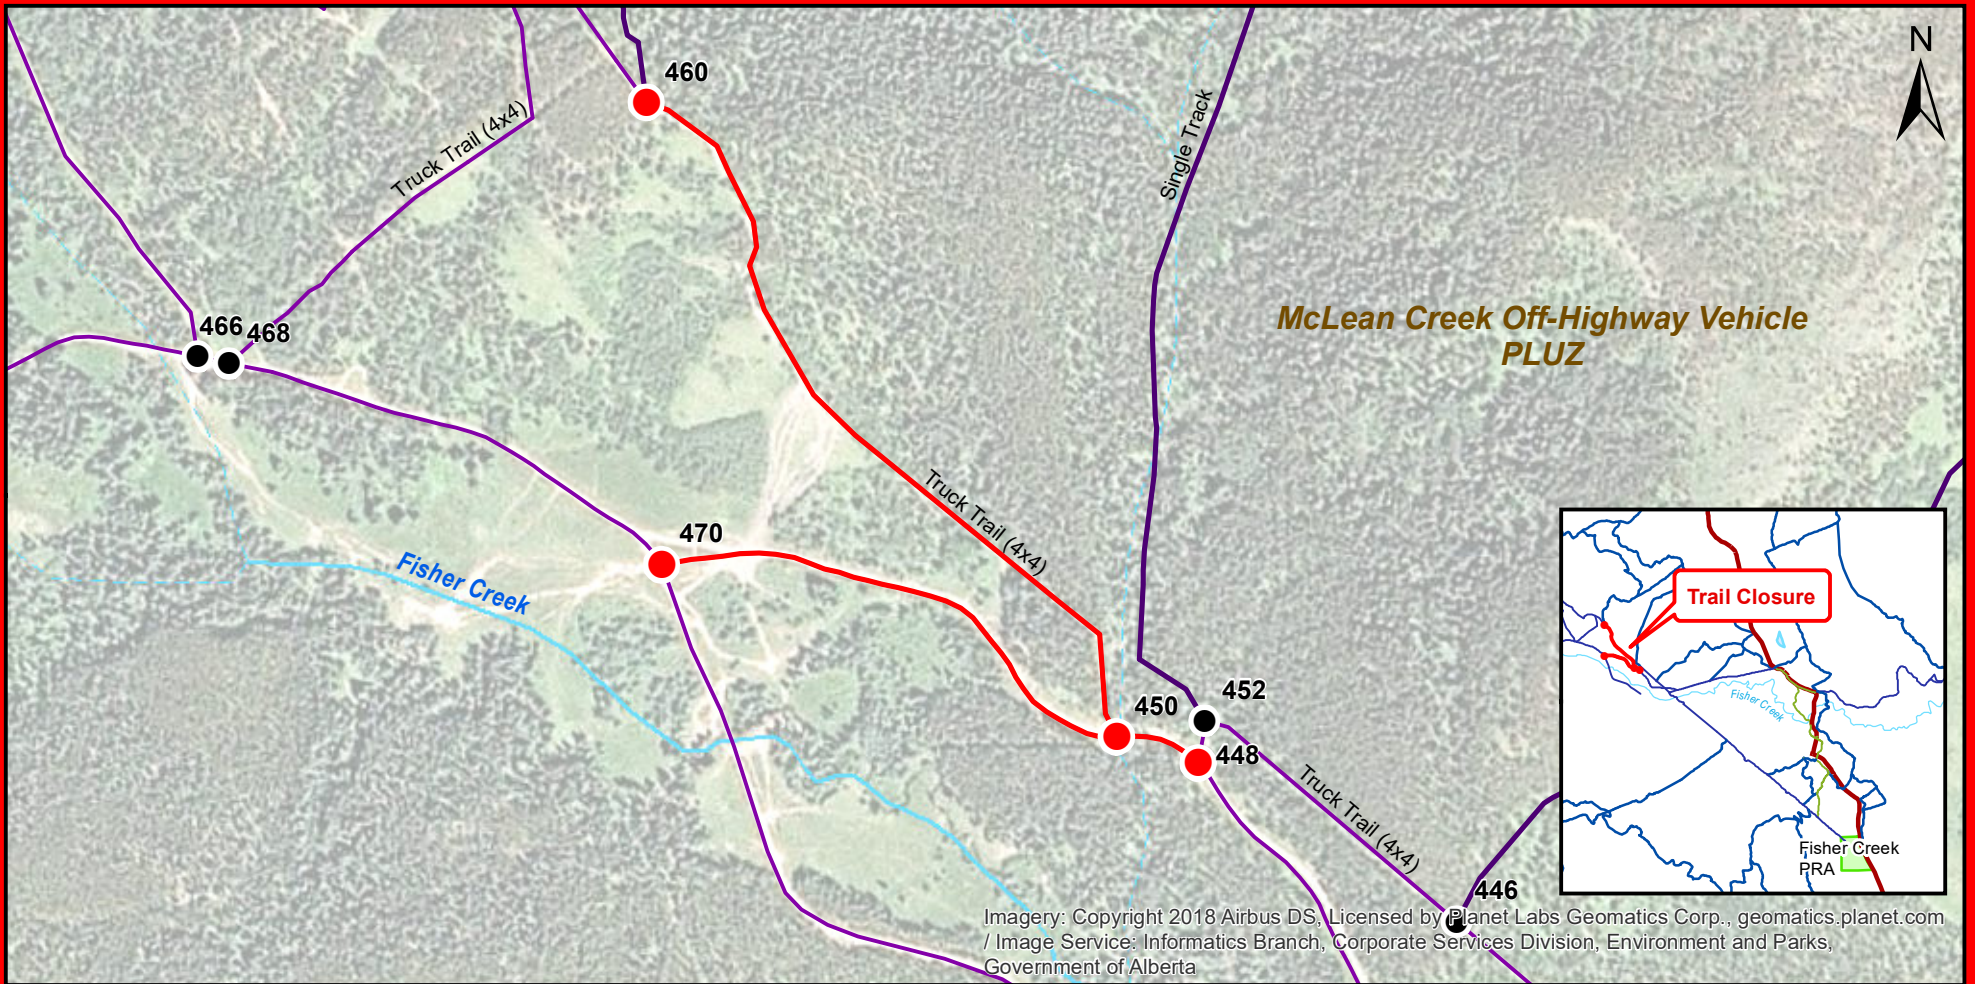 N
460
Truck Trail (4x4)
Single Track
466
468
McLean Creek Off-Highway Vehicle
PLUZ
Truck Trail (4x4)
470
Fisher Creek
Trail Closure
450
452
448
Fisher Creek
Truck Trail (4x4)
446
Fisher Creek
PRA
Imagery: Copyright 2018 Airbus DS, Licensed by Planet Labs Geomatics Corp., geomatics.planet.com
/ Image Service: Informatics Branch, Corporate Services Division, Environment and Parks,
Government of Alberta